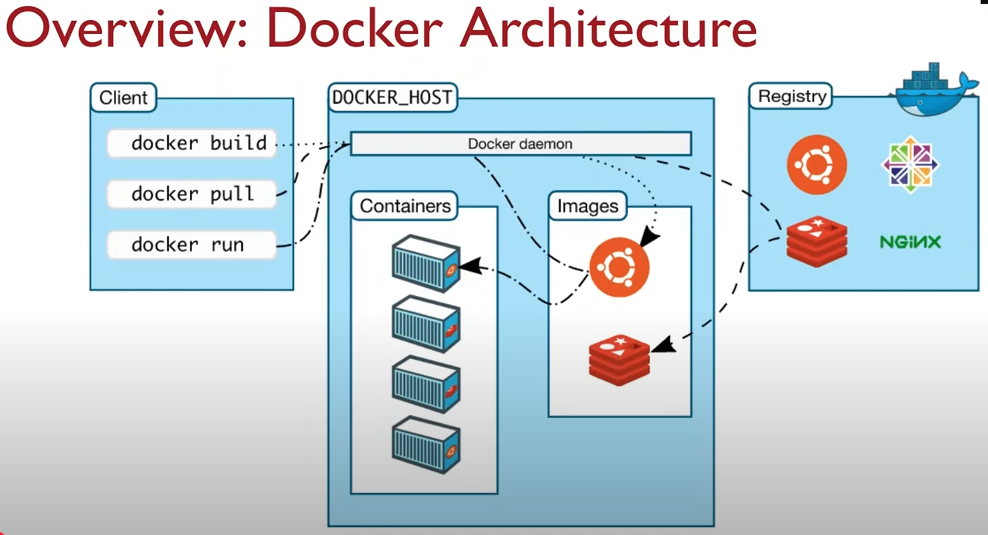 Overview: Docker Architecture
Client
docker build
docker pull
docker run
DOCKER_HOST
Docker daemon
Containers
Images
Registry
NGINX